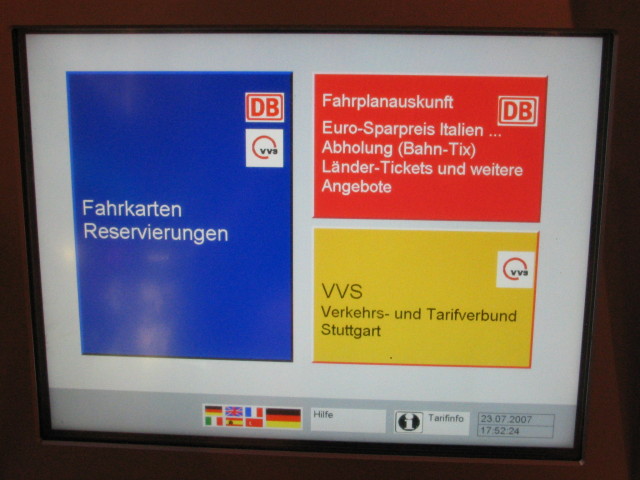 DB
VVS
Fahrkarten
Reservierungen
Fahrplanauskunft
DB
Euro-Sparpreis Italien ...
Abholung (Bahn-Tix)
Länder-Tickets und weitere
Angebote
VVS
VVS
Verkehrs- und Tarifverbund
Stuttgart
Hilfe
i
Tarifinfo
23.07.2007
17:52:24